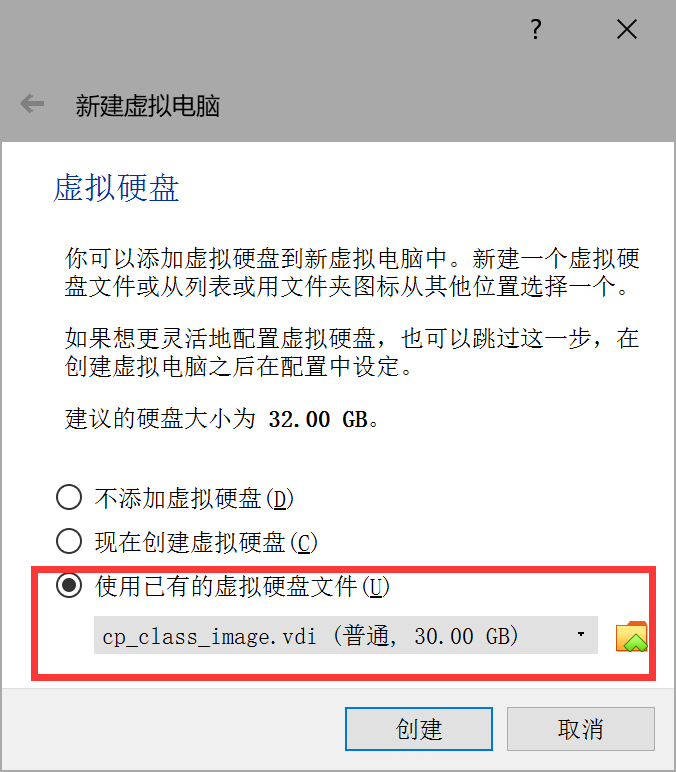 ?
新建虚拟电脑
虚拟硬盘
你可以添加虚拟硬盘到新虚拟电脑中。新建一个虚拟硬
盘文件或从列表或用文件夹图标从其他位置选择一个。
如果想更灵活地配置虚拟硬盘，也可以跳过这一步，在
创建虚拟电脑之后在配置中设定。
建议的硬盘大小为 32.00 GB。
不添加虚拟硬盘(D)
现在创建虚拟硬盘(C)
使用已有的虚拟硬盘文件(U)
cp_class_image.vdi (普通, 30.00 GB)
创建
取消